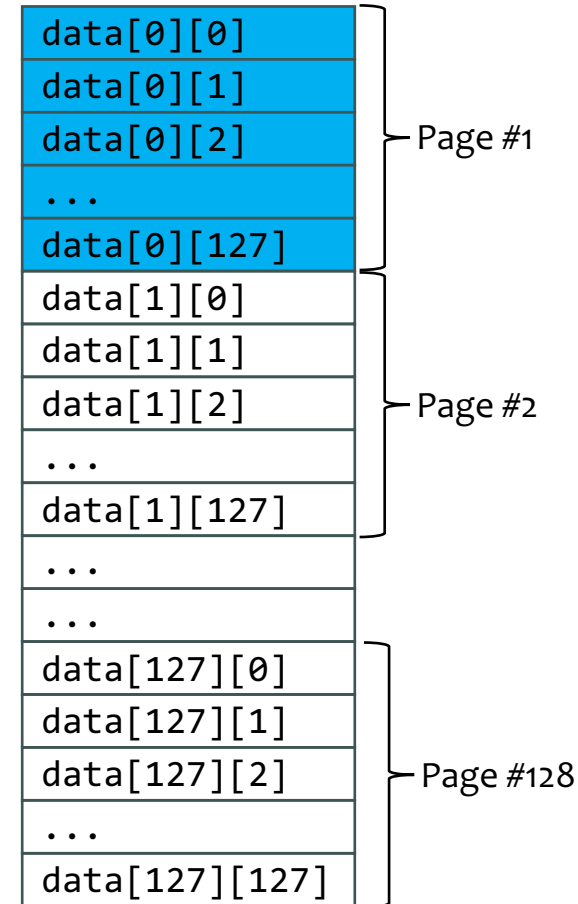 data[0][0]
data[0][1]
data[0][2]
...
data[0][127]
Page #1
data[1][0]
data[1][1]
data[1][2]
...
data[1][127]
Page #2
...
...
data[127][0]
data[127][1]
data[127][2]
...
data[127][127]
Page #128